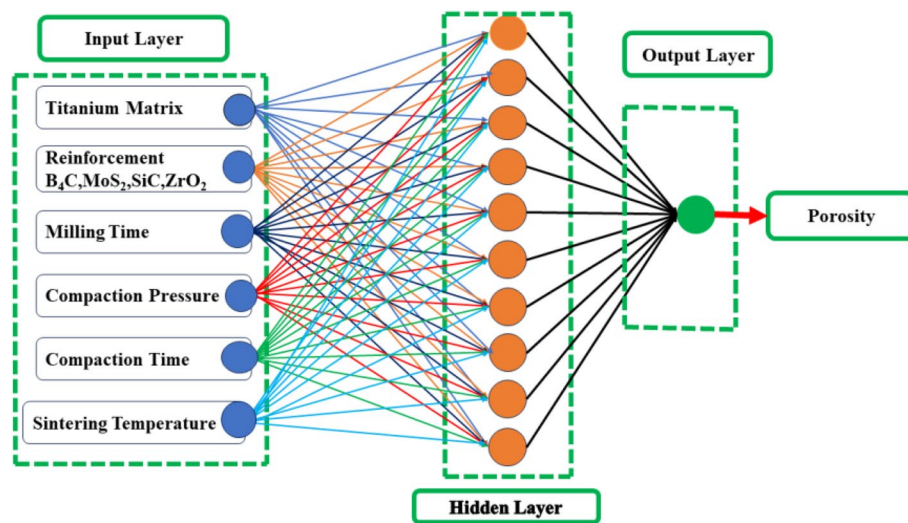 Input Layer
Titanium Matrix
Reinforcement
B₄C,MoS₂,SiC,ZrO₂
Milling Time
Compaction Pressure
Compaction Time
Sintering Temperature
Hidden Layer
Output Layer
Porosity